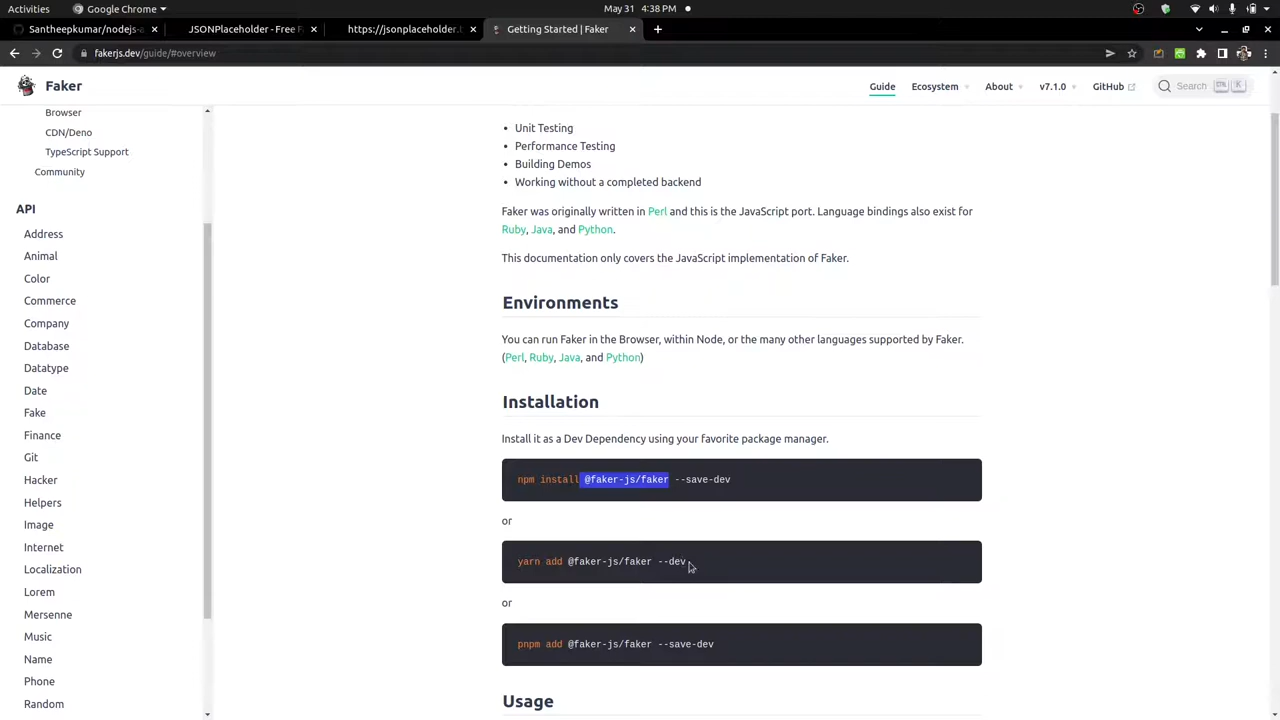 Activities
Google Chrome
May 31 4:38 PM
Santheepkumar/nodejs-a
JSONPlaceholder - Free F
https://jsonplaceholder.t
Getting Started | Faker
fakerjs.dev/guide/#overview
Faker
Guide
Ecosystem
About
v7.1.0
GitHub
Search
K
Browser
CDN/Deno
TypeScript Support
Community
API
Address
Animal
Color
Commerce
Company
Database
Datatype
Date
Fake
Finance
Git
Hacker
Helpers
Image
Internet
Localization
Lorem
Mersenne
Music
Name
Phone
Random
• Unit Testing
• Performance Testing
• Building Demos
• Working without a completed backend
Faker was originally written in Perl and this is the JavaScript port. Language bindings also exist for
Ruby, Java, and Python.
This documentation only covers the JavaScript implementation of Faker.
Environments
You can run Faker in the Browser, within Node, or the many other languages supported by Faker.
(Perl, Ruby, Java, and Python)
Installation
Install it as a Dev Dependency using your favorite package manager.
npm install @faker-js/faker --save-dev
or
yarn add @faker-js/faker --dev
or
pnpm add @faker-js/faker --save-dev
Usage